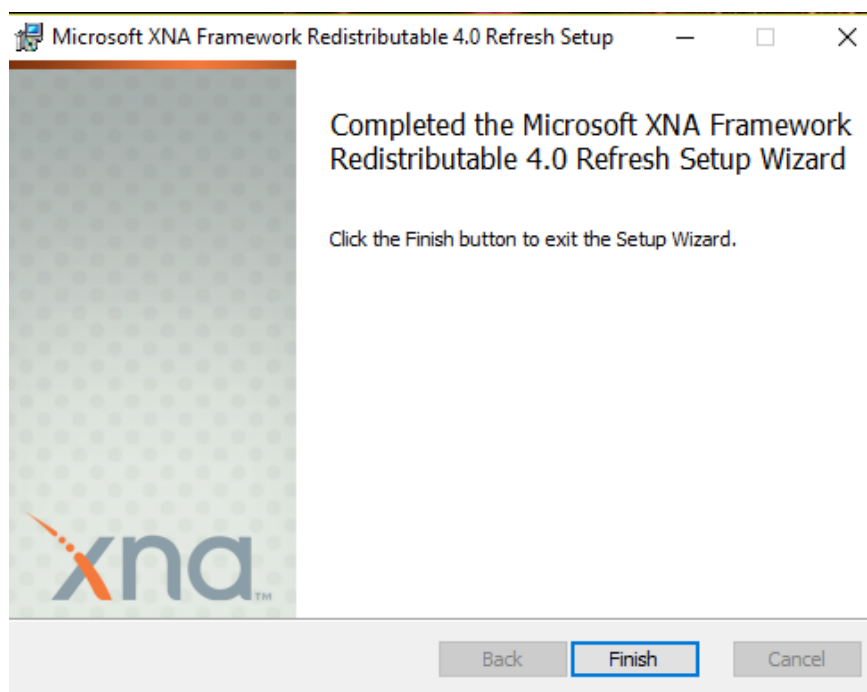 Microsoft XNA Framework Redistributable 4.0 Refresh Setup
Completed the Microsoft XNA Framework
Redistributable 4.0 Refresh Setup Wizard
Click the Finish button to exit the Setup Wizard.
xna™
Back Finish Cancel